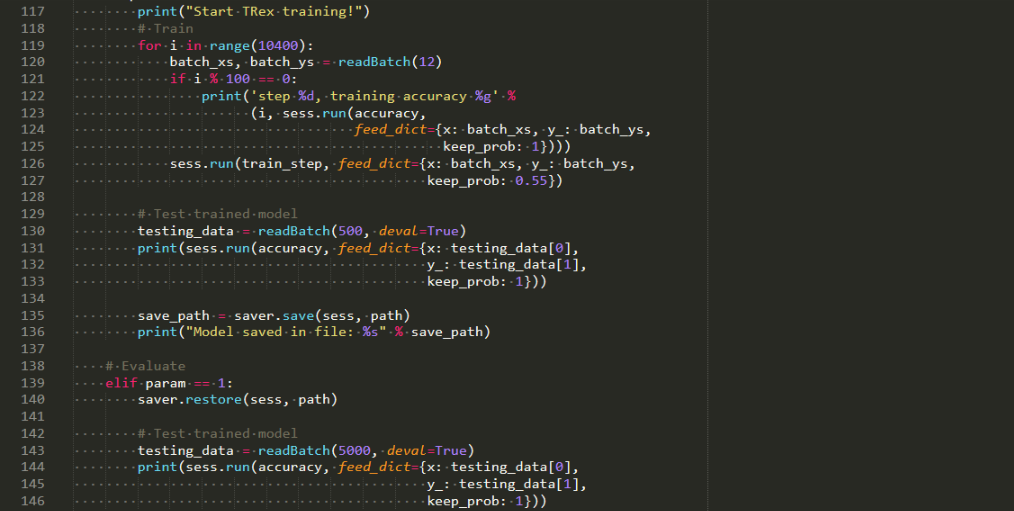 117 print("Start TRex training!")
118 # Train
119 for i in range(10400):
120 batch_xs, batch_ys = readBatch(12)
121 if i % 100 == 0:
122 print('step %d, training accuracy %g' %
123 (i, sess.run(accuracy,
124 feed_dict={x: batch_xs, y_: batch_ys,
125 keep_prob: 1})))
126 sess.run(train_step, feed_dict={x: batch_xs, y_: batch_ys,
127 keep_prob: 0.55})
128
129 # Test trained model
130 testing_data = readBatch(500, deval=True)
131 print(sess.run(accuracy, feed_dict={x: testing_data[0],
132 y_: testing_data[1],
133 keep_prob: 1}))
134
135 save_path = saver.save(sess, path)
136 print("Model saved in file: %s" % save_path)
137
138 # Evaluate
139 elif param == 1:
140 saver.restore(sess, path)
141
142 # Test trained model
143 testing_data = readBatch(5000, deval=True)
144 print(sess.run(accuracy, feed_dict={x: testing_data[0],
145 y_: testing_data[1],
146 keep_prob: 1}))